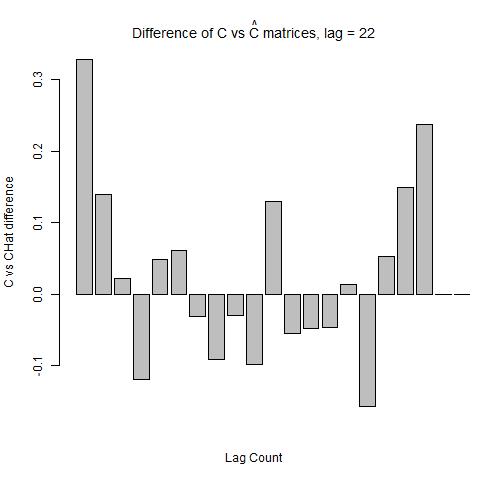 Difference of C vs Ĉ matrices, lag = 22
0.3
0.2
0.1
0.0
-0.1
C vs CHat difference
Lag Count